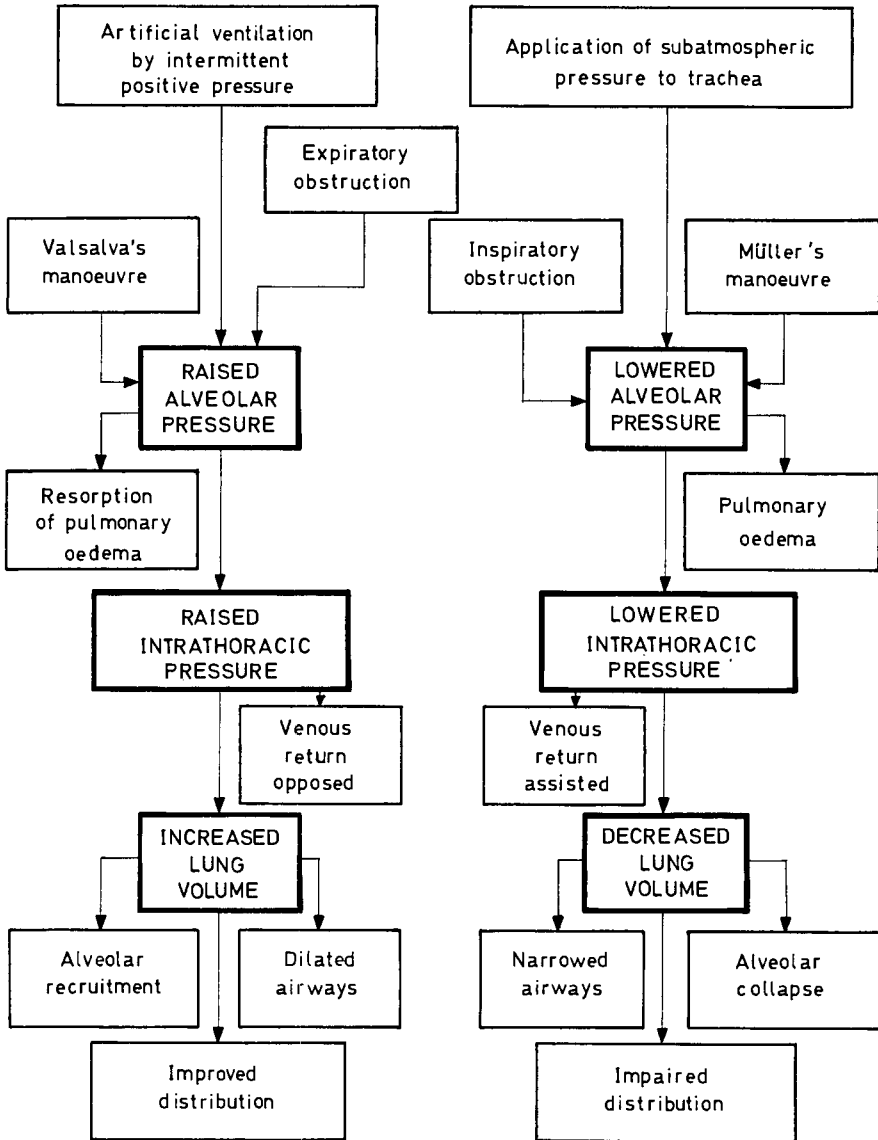 Artificial ventilation
by intermittent
positive pressure
Application of subatmospheric
pressure to trachea
Expiratory
obstruction
Valsalva's
manoeuvre
Inspiratory
obstruction
Müller's
manoeuvre
RAISED
ALVEOLAR
PRESSURE
LOWERED
ALVEOLAR
PRESSURE
Resorption
of pulmonary
oedema
Pulmonary
oedema
RAISED
INTRATHORACIC
PRESSURE
LOWERED
INTRATHORACIC
PRESSURE
Venous
return
opposed
Venous
return
assisted
INCREASED
LUNG
VOLUME
DECREASED
LUNG
VOLUME
Alveolar
recruitment
Dilated
airways
Narrowed
airways
Alveolar
collapse
Improved
distribution
Impaired
distribution